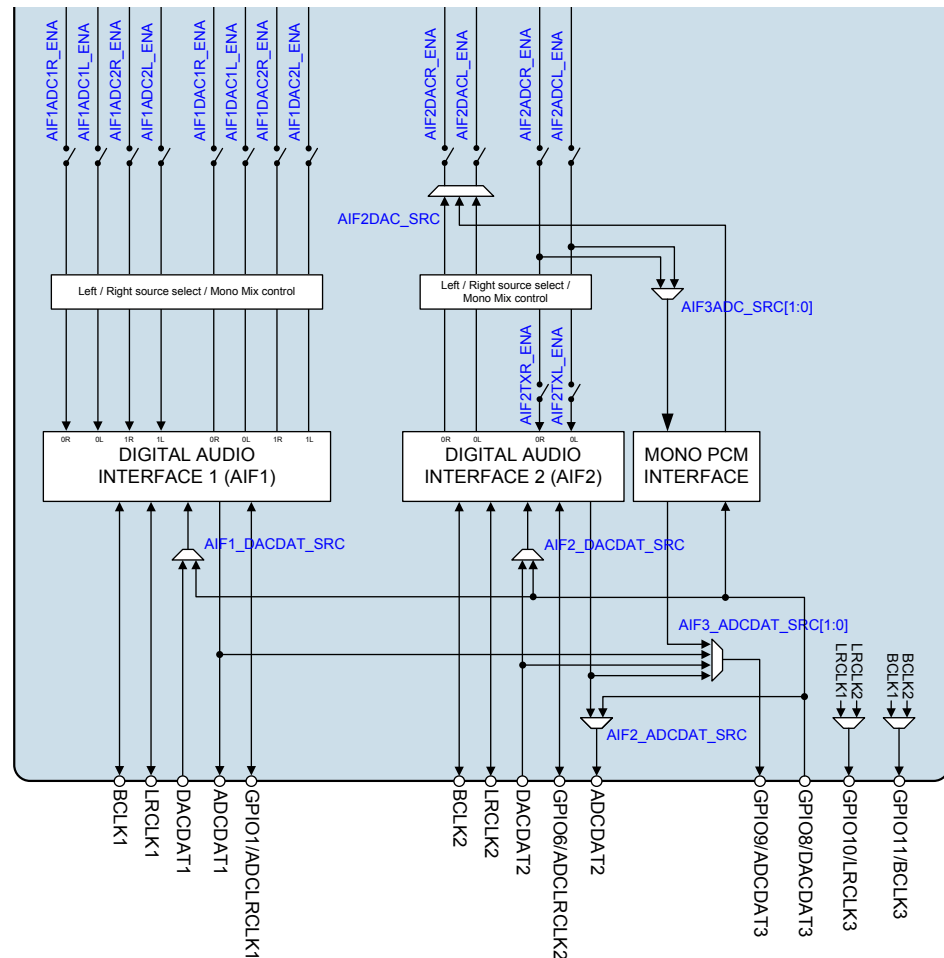 AIF1ADC1R_ENA
AIF1ADC1L_ENA
AIF1ADC2R_ENA
AIF1ADC2L_ENA
AIF1DAC1R_ENA
AIF1DAC1L_ENA
AIF1DAC2R_ENA
AIF1DAC2L_ENA
AIF2DACR_ENA
AIF2DACL_ENA
AIF2ADCR_ENA
AIF2ADCL_ENA
AIF2DAC_SRC
Left / Right source select / Mono Mix control
Left / Right source select /
Mono Mix control
AIF3ADC_SRC[1:0]
AIF2TXR_ENA
AIF2TXL_ENA
0R
0L
1R
1L
0R
0L
1R
1L
DIGITAL AUDIO
INTERFACE 1 (AIF1)
0R
0L
0R
0L
DIGITAL AUDIO
INTERFACE 2 (AIF2)
MONO PCM
INTERFACE
AIF1_DACDAT_SRC
AIF2_DACDAT_SRC
AIF3_ADCDAT_SRC[1:0]
LRCLK1
LRCLK2
BCLK1
BCLK2
AIF2_ADCDAT_SRC
BCLK1
LRCLK1
DACDAT1
ADCDAT1
GPIO1/ADCLRCLK1
BCLK2
LRCLK2
DACDAT2
GPIO6/ADCLRCLK2
ADCDAT2
GPIO9/ADCDAT3
GPIO8/DACDAT3
GPIO10/LRCLK3
GPIO11/BCLK3